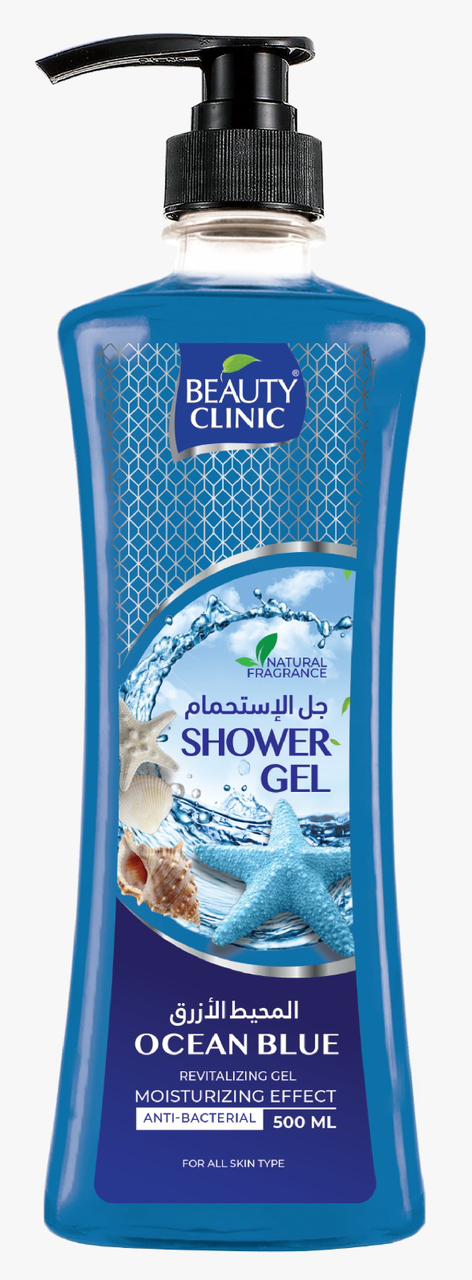 BEAUTY®
CLINIC
NATURAL
FRAGRANCE
جل الإستحمام
SHOWER
GEL
المحيط الأزرق
OCEAN BLUE
REVITALIZING GEL
MOISTURIZING EFFECT
ANTI-BACTERIAL 500 ML
FOR ALL SKIN TYPE